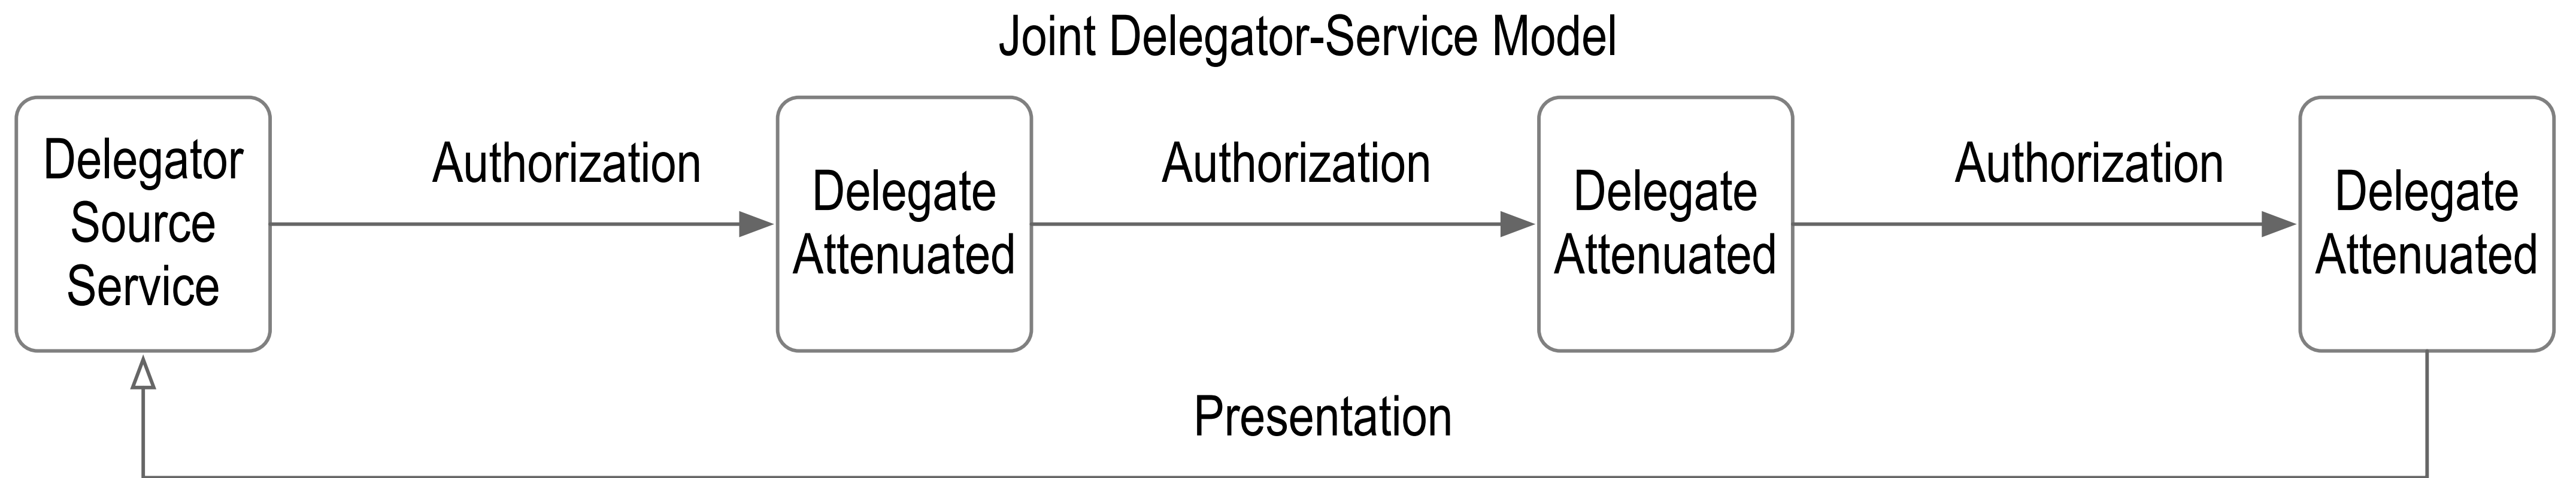 Joint Delegator-Service Model
Delegator
Source
Service
Authorization
Delegate
Attenuated
Authorization
Delegate
Attenuated
Authorization
Delegate
Attenuated
Presentation